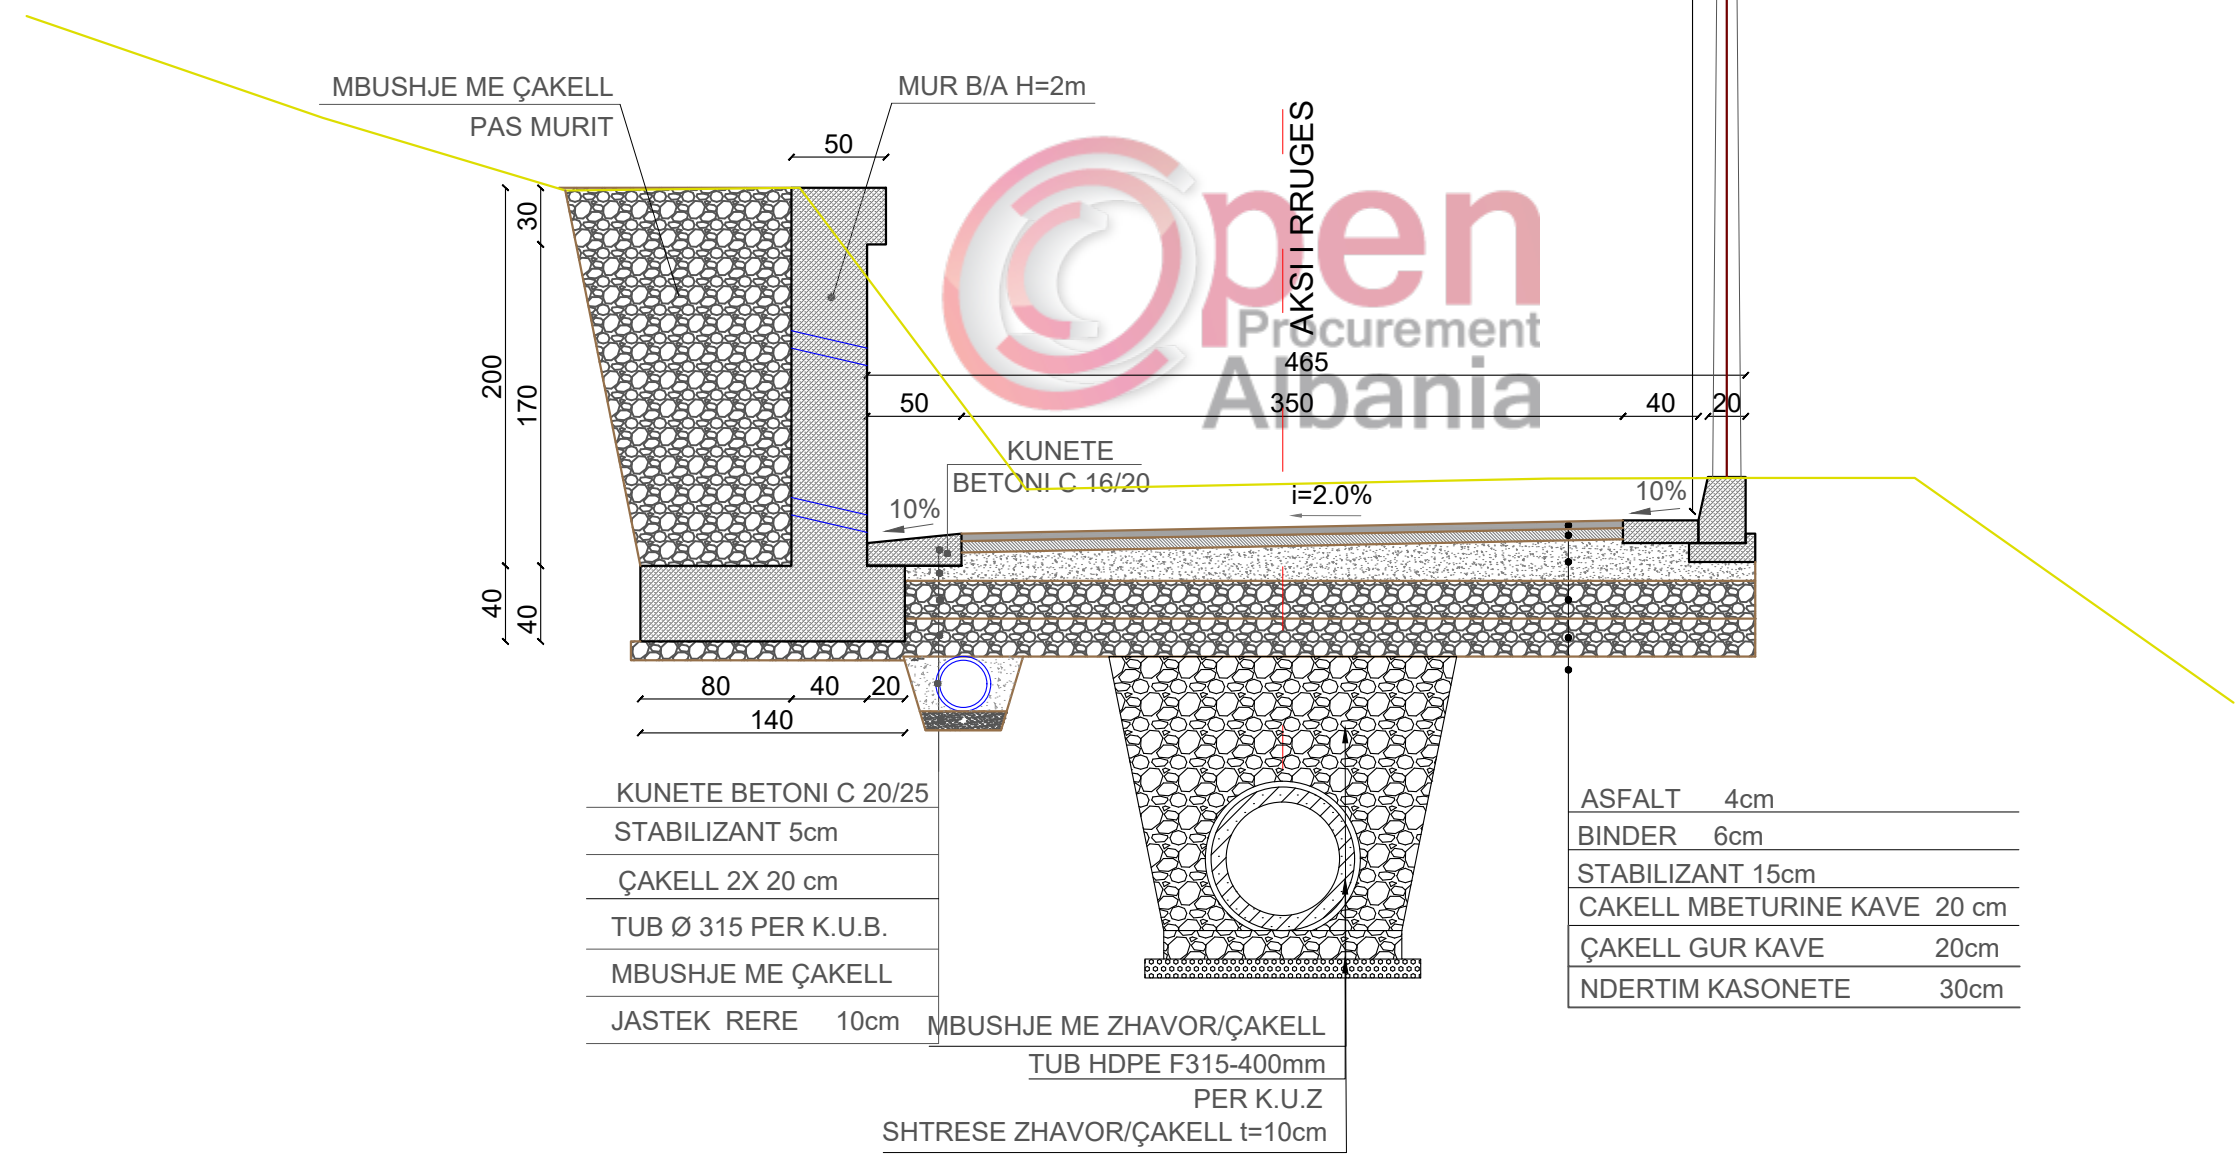 MBUSHJE ME ÇAKELL
PAS MURIT
MUR B/A H=2m
50
AKSI I RRUGES
Open
Procurement
Albania
30
200
170
40
40
465
50
350
40
20
KUNETE
BETONI C 16/20
10%
i=2.0%
10%
80
40
20
140
KUNETE BETONI C 20/25
STABILIZANT 5cm
ÇAKELL 2X 20 cm
TUB Ø 315 PER K.U.B.
MBUSHJE ME ÇAKELL
JASTEK RERE 10cm
MBUSHJE ME ZHAVOR/ÇAKELL
TUB HDPE F315-400mm
PER K.U.Z
SHTRESE ZHAVOR/ÇAKELL t=10cm
ASFALT 4cm
BINDER 6cm
STABILIZANT 15cm
CAKELL MBETURINE KAVE 20 cm
ÇAKELL GUR KAVE 20cm
NDERTIM KASONETE 30cm